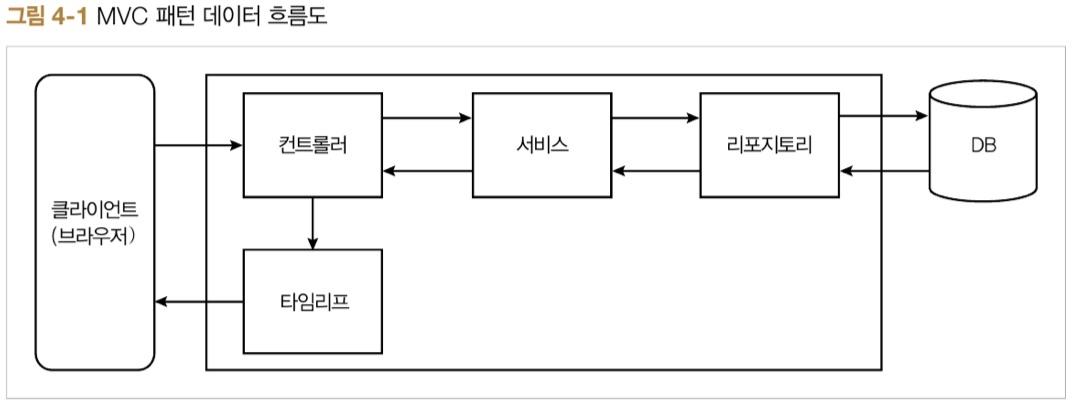 그림 4-1 MVC 패턴 데이터 흐름도
컨트롤러
서비스
리포지토리
DB
클라이언트
(브라우저)
타임리프